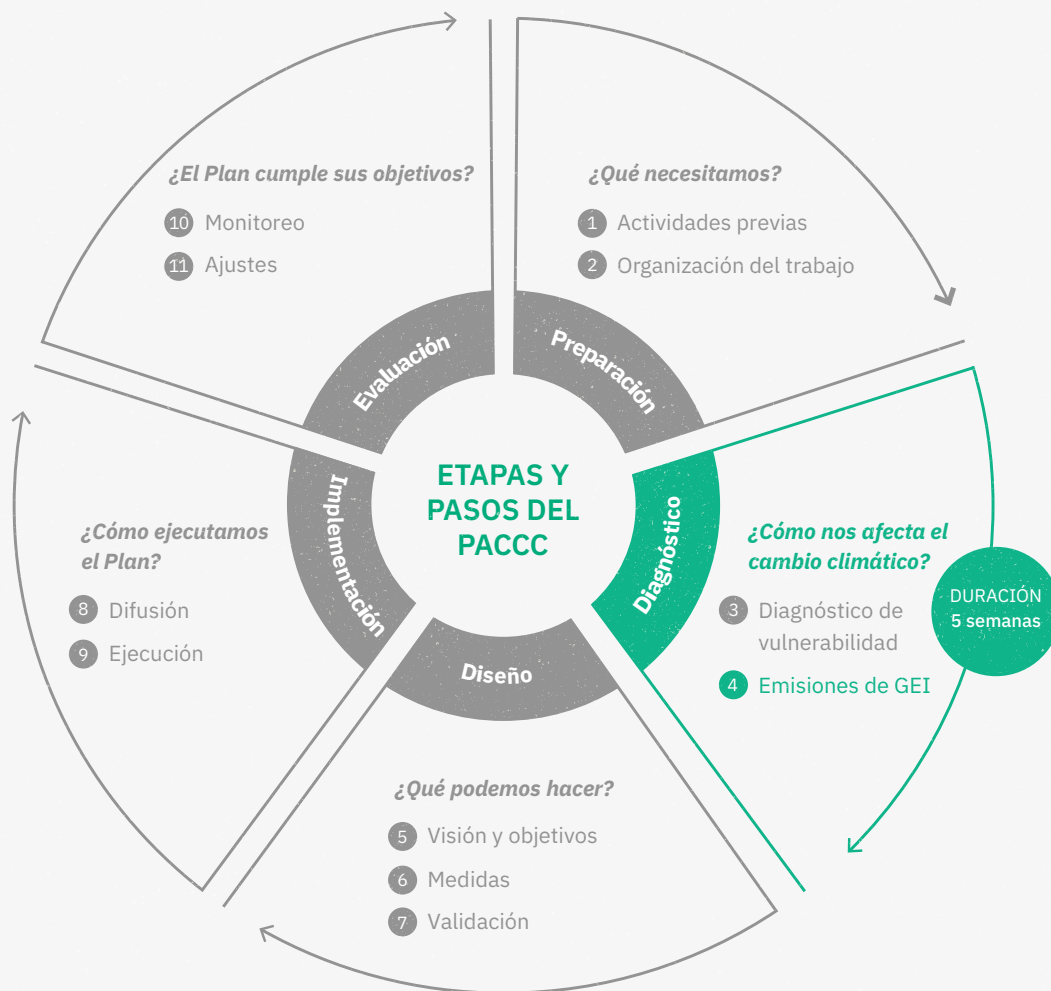 ETAPAS Y
PASOS DEL
PACCC
Preparación
¿Qué necesitamos?
1 Actividades previas
2 Organización del trabajo
Diagnóstico
¿Cómo nos afecta el
cambio climático?
3 Diagnóstico de
vulnerabilidad
4 Emisiones de GEI
DURACIÓN
5 semanas
Diseño
¿Qué podemos hacer?
5 Visión y objetivos
6 Medidas
7 Validación
Implementación
¿Cómo ejecutamos
el Plan?
8 Difusión
9 Ejecución
Evaluación
¿El Plan cumple sus objetivos?
10 Monitoreo
11 Ajustes